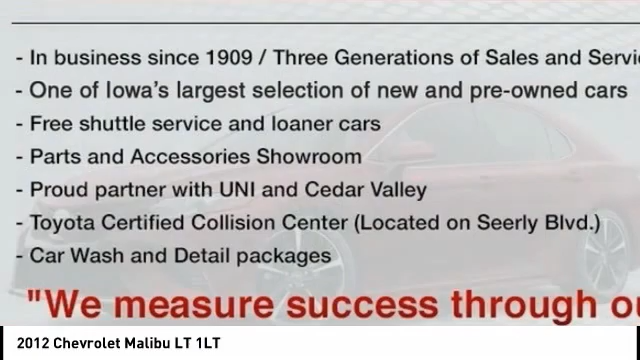 - In business since 1909 / Three Generations of Sales and
- One of Iowa's largest selection of new and pre-owned cars
- Free shuttle service and loaner cars
- Parts and Accessories Showroom
- Proud partner with UNI and Cedar Valley
- Toyota Certified Collision Center (Located on Seerly Blvd.)
- Car Wash and Detail packages
"We measure success through
2012 Chevrolet Malibu LT 1LT